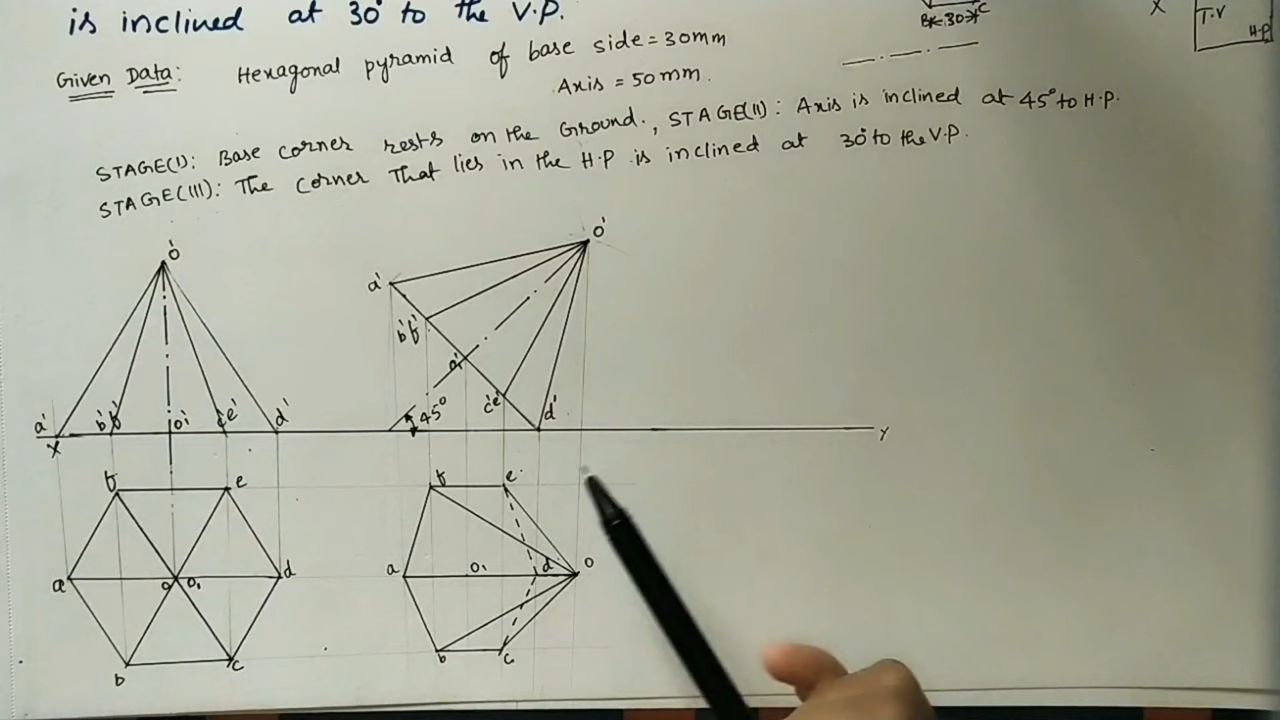 is inclined at 30° to the V.P.
Given Data: Hexagonal pyramid of base side = 30mm
Axis = 50mm.
B 30 C
X
T.V
H.P
STAGE(I): Base corner rests on the Ground., STAGE(II): Axis is inclined at 45° to H.P.
STAGE(III): The corner that lies in the H.P is inclined at 30° to the V.P.
o'
o'
a'
b'f'
o1'
c'e'
45°
d'
a'
b'f'
o1'
c'e'
d'
X
Y
f
e
f
e
a
o
o1
d
a
o1
d
o
b
c
b
c